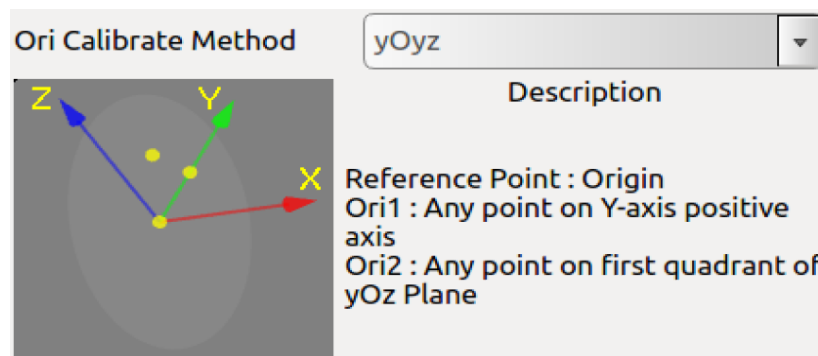 Ori Calibrate Method
yOyz
Z
Y
X
Description
Reference Point : Origin
Ori1 : Any point on Y-axis positive
axis
Ori2 : Any point on first quadrant of
yOz Plane